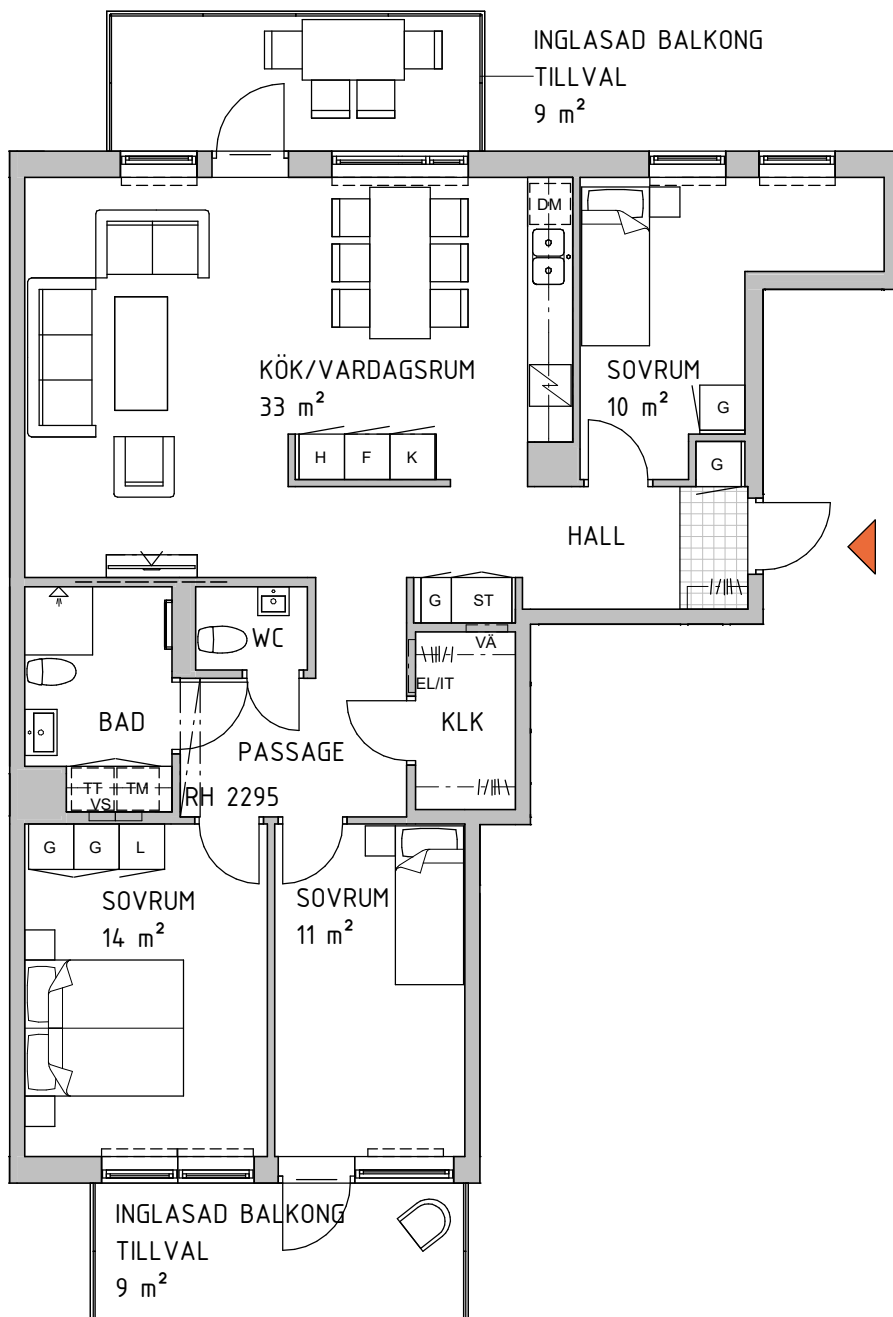 INGLASAD BALKONG
TILLVAL
9 m²
DM
KÖK/VARDAGSRUM
33 m²
SOVRUM
10 m²
G
H F K
G
HALL
G ST
WC
VÄ
EL/IT
BAD
KLK
PASSAGE
TT TM
VS
RH 2295
G G L
SOVRUM
14 m²
SOVRUM
11 m²
INGLASAD BALKONG
TILLVAL
9 m²